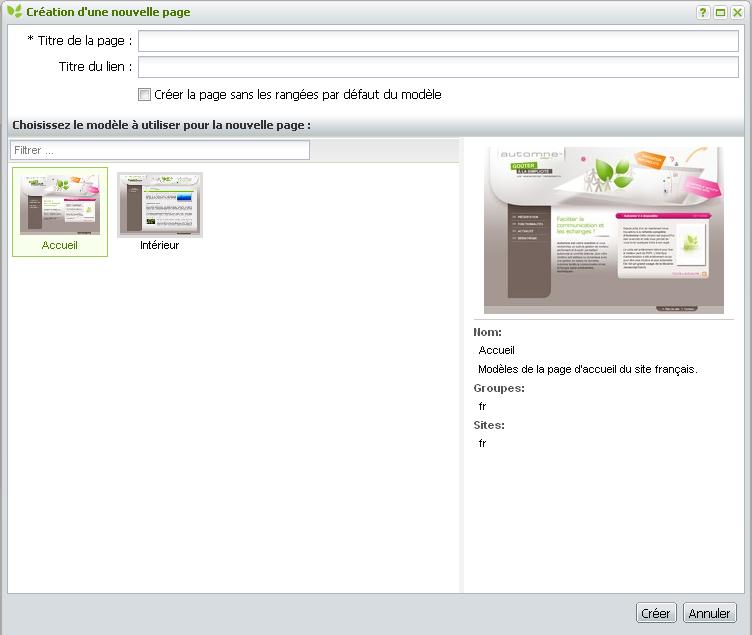 Création d'une nouvelle page
* Titre de la page :
Titre du lien :
Créer la page sans les rangées par défaut du modèle
Choisissez le modèle à utiliser pour la nouvelle page :
Filtrer ...
Accueil
Intérieur
automne
GOÛTER
À LA SIMPLICITÉ
PRÉSENTATION
FONCTIONNALITÉS
ACTUALITÉ
Faciliter la
communication et
les échanges !
Nom:
Accueil
Modèles de la page d'accueil du site français.
Groupes:
fr
Sites:
fr
Créer
Annuler